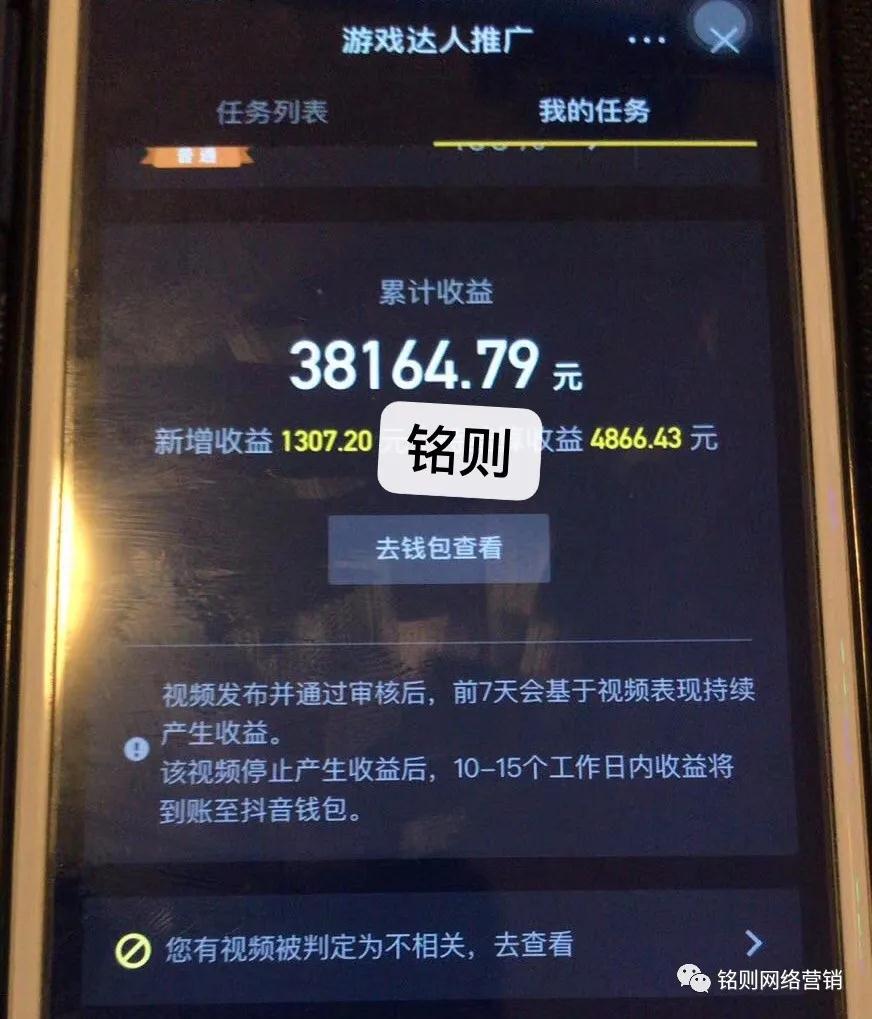 游戏达人推广
任务列表 我的任务
普通
累计收益
38164.79 元
新增收益 1307.20 元 铭则 收益 4866.43 元
去钱包查看
视频发布并通过审核后，前7天会基于视频表现持续
产生收益。
该视频停止产生收益后，10-15个工作日内收益将
到账至抖音钱包。
您有视频被判定为不相关，去查看
铭则网络营销